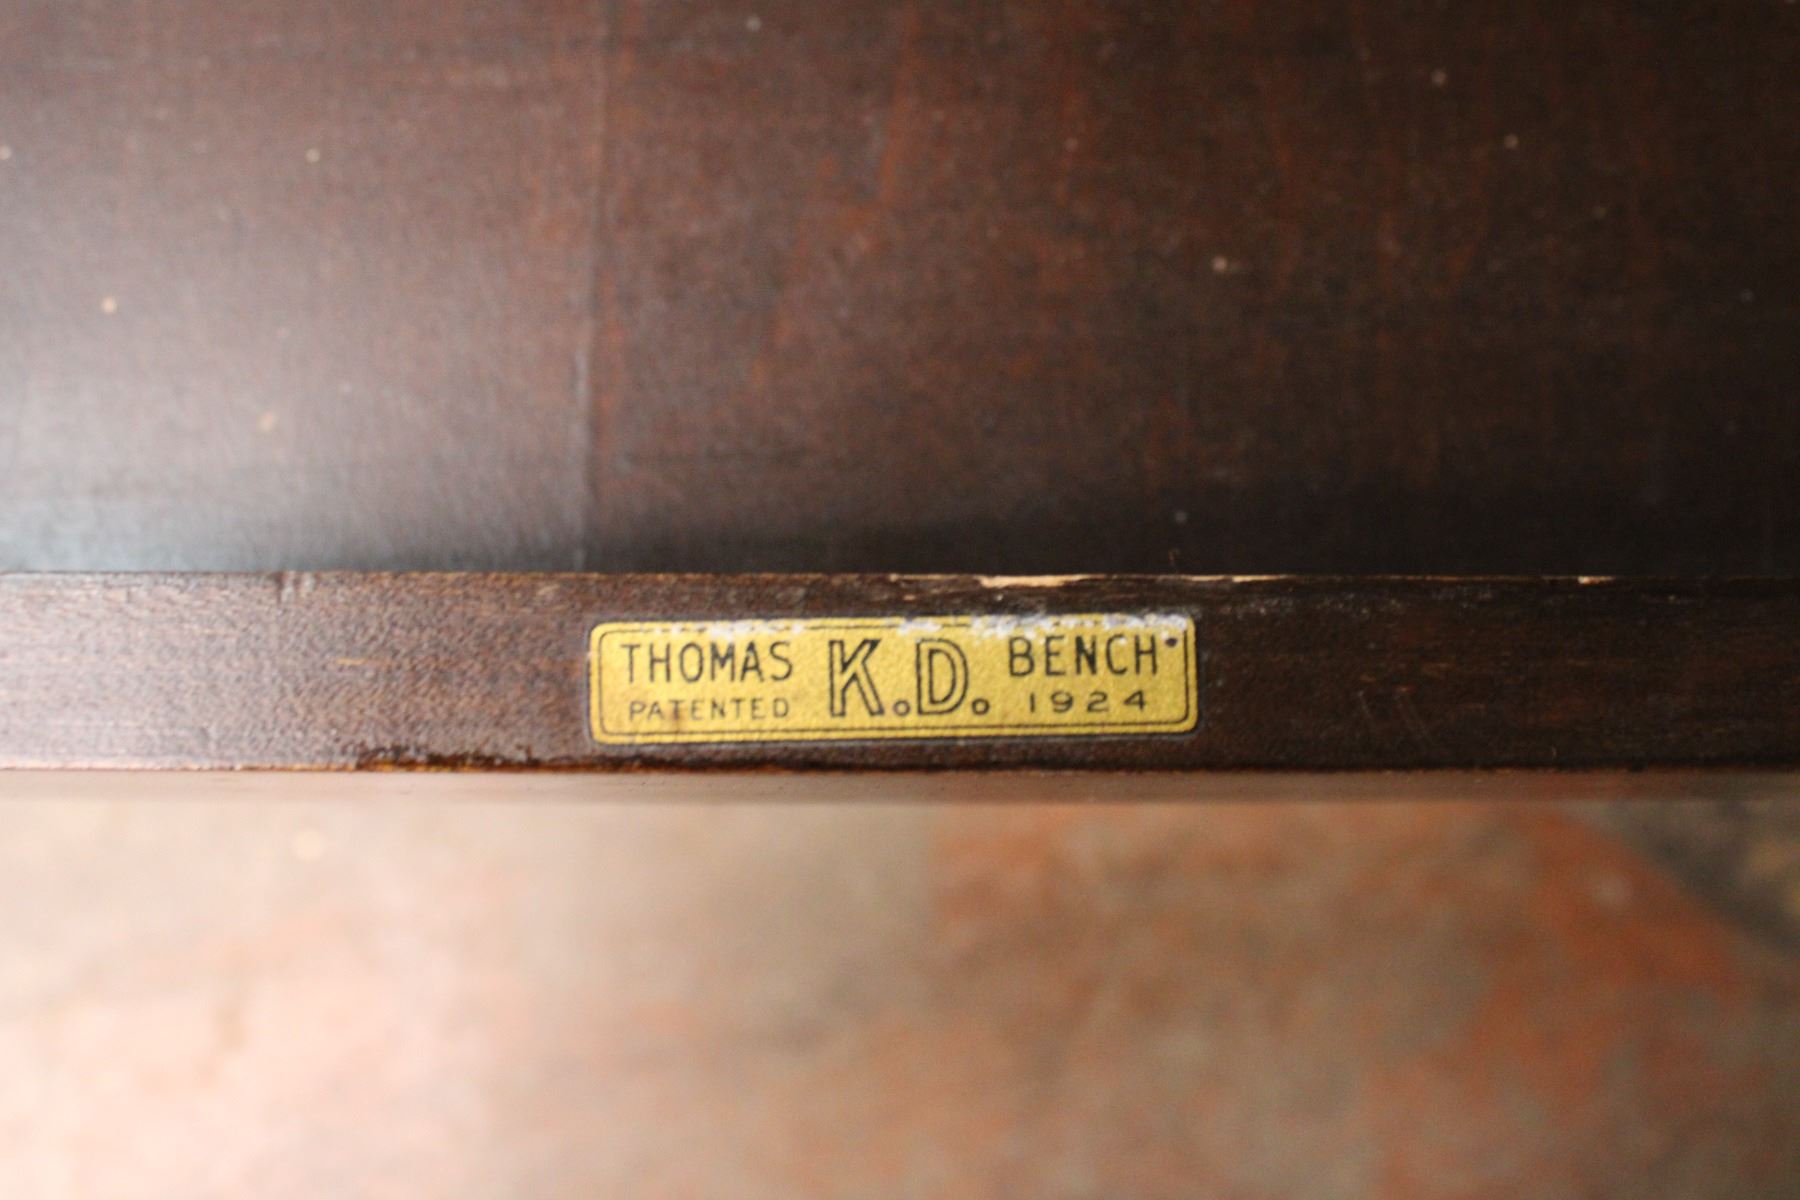 THOMAS K.D. BENCH
PATENTED 1924